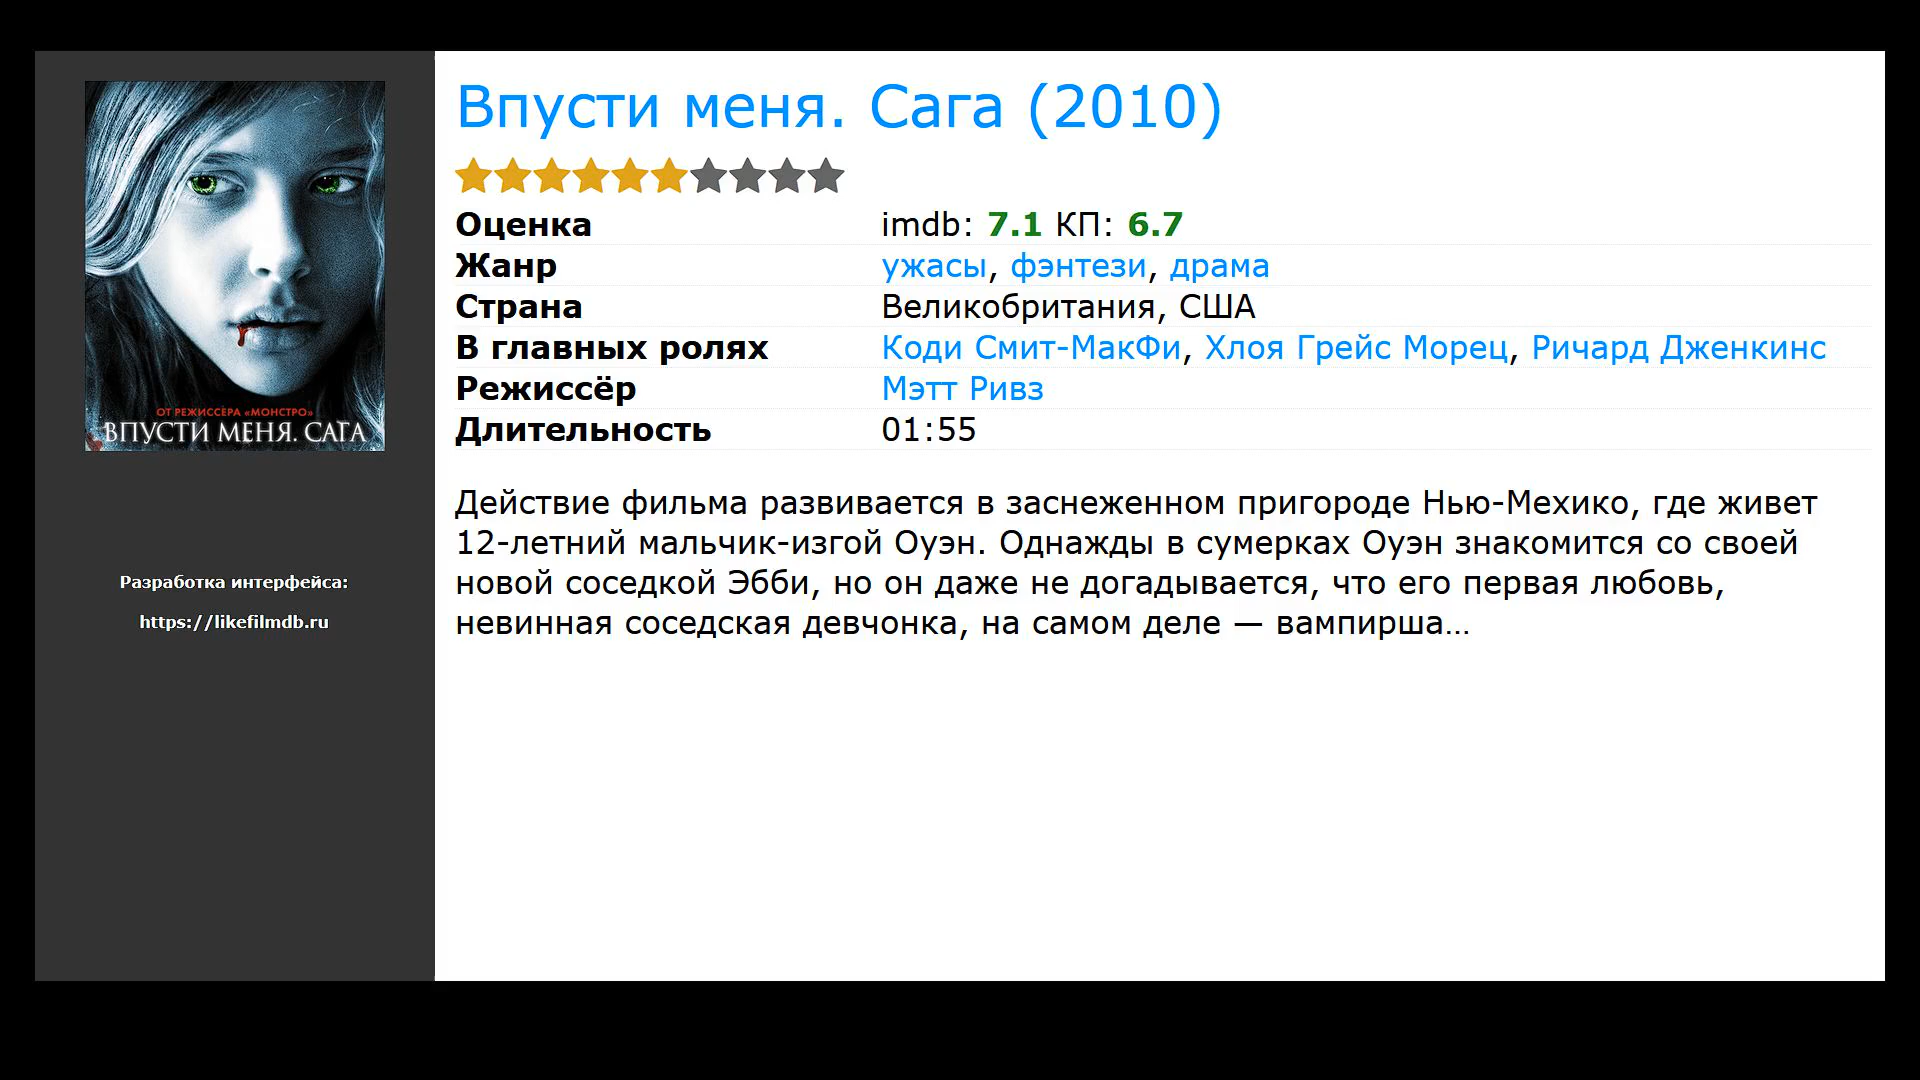 ОТ РЕЖИССЁРА «МОНСТРО»
ВПУСТИ МЕНЯ. САГА
Разработка интерфейса:
https://likefilmdb.ru
Впусти меня. Сага (2010)
Оценка imdb: 7.1 КП: 6.7
Жанр ужасы, фэнтези, драма
Страна Великобритания, США
В главных ролях Коди Смит-МакФи, Хлоя Грейс Морец, Ричард Дженкинс
Режиссёр Мэтт Ривз
Длительность 01:55
Действие фильма развивается в заснеженном пригороде Нью-Мехико, где живет
12-летний мальчик-изгой Оуэн. Однажды в сумерках Оуэн знакомится со своей
новой соседкой Эбби, но он даже не догадывается, что его первая любовь,
невинная соседская девчонка, на самом деле — вампирша…